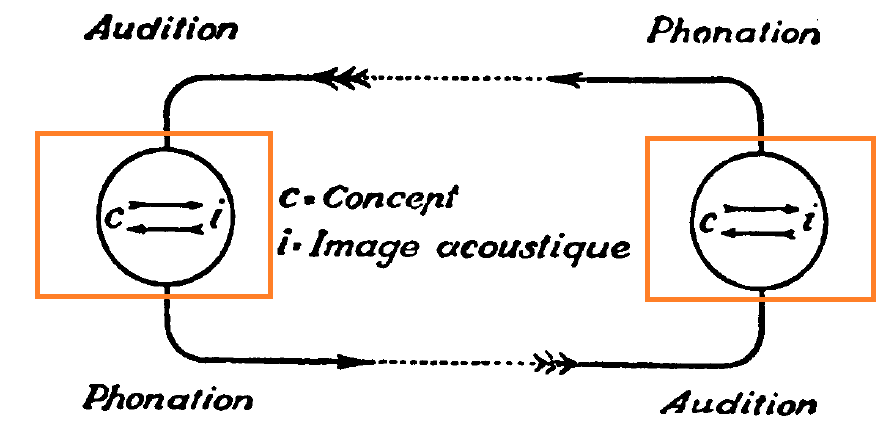 Audition
Phonation
c i
c = Concept
i = Image acoustique
c i
Phonation
Audition